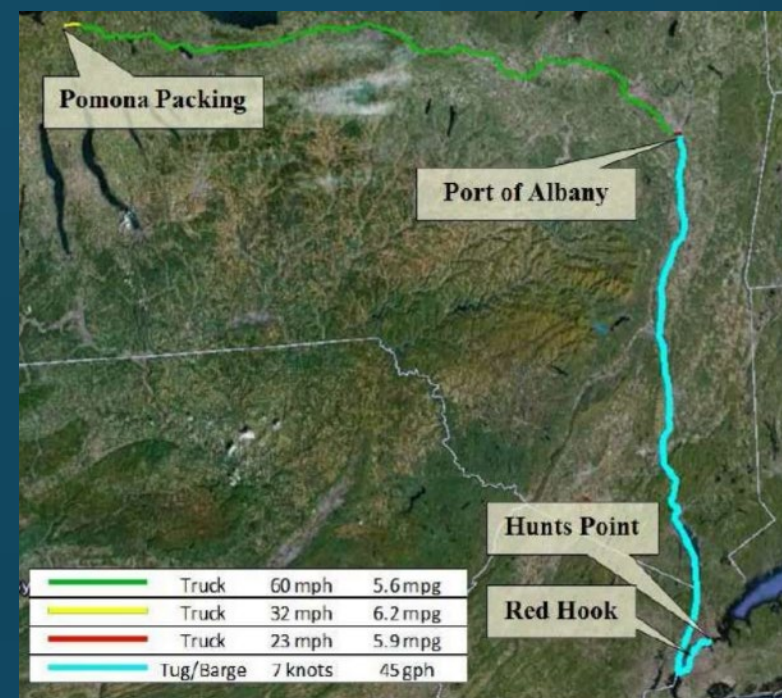 Pomona Packing
Port of Albany
Hunts Point
Red Hook
Truck 60 mph 5.6 mpg
Truck 32 mph 6.2 mpg
Truck 23 mph 5.9 mpg
Tug/Barge 7 knots 45 gph